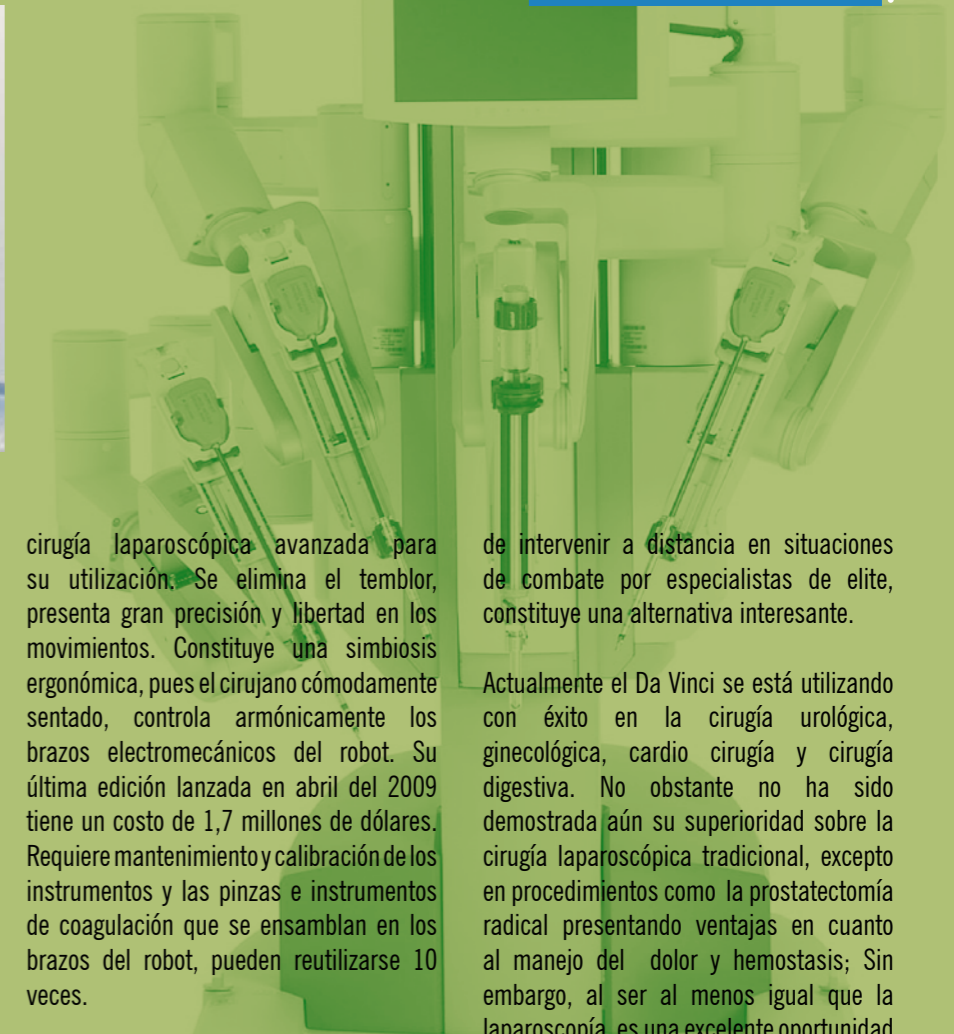 cirugía laparoscópica avanzada para
su utilización. Se elimina el temblor,
presenta gran precisión y libertad en los
movimientos. Constituye una simbiosis
ergonómica, pues el cirujano cómodamente
sentado, controla armónicamente los
brazos electromecánicos del robot. Su
última edición lanzada en abril del 2009
tiene un costo de 1,7 millones de dólares.
Requiere mantenimiento y calibración de los
instrumentos y las pinzas e instrumentos
de coagulación que se ensamblan en los
brazos del robot, pueden reutilizarse 10
veces.
de intervenir a distancia en situaciones
de combate por especialistas de elite,
constituye una alternativa interesante.
Actualmente el Da Vinci se está utilizando
con éxito en la cirugía urológica,
ginecológica, cardio cirugía y cirugía
digestiva. No obstante no ha sido
demostrada aún su superioridad sobre la
cirugía laparoscópica tradicional, excepto
en procedimientos como la prostatectomía
radical presentando ventajas en cuanto
al manejo del dolor y hemostasis; Sin
embargo, al ser al menos igual que la
laparoscopía, es una excelente oportunidad